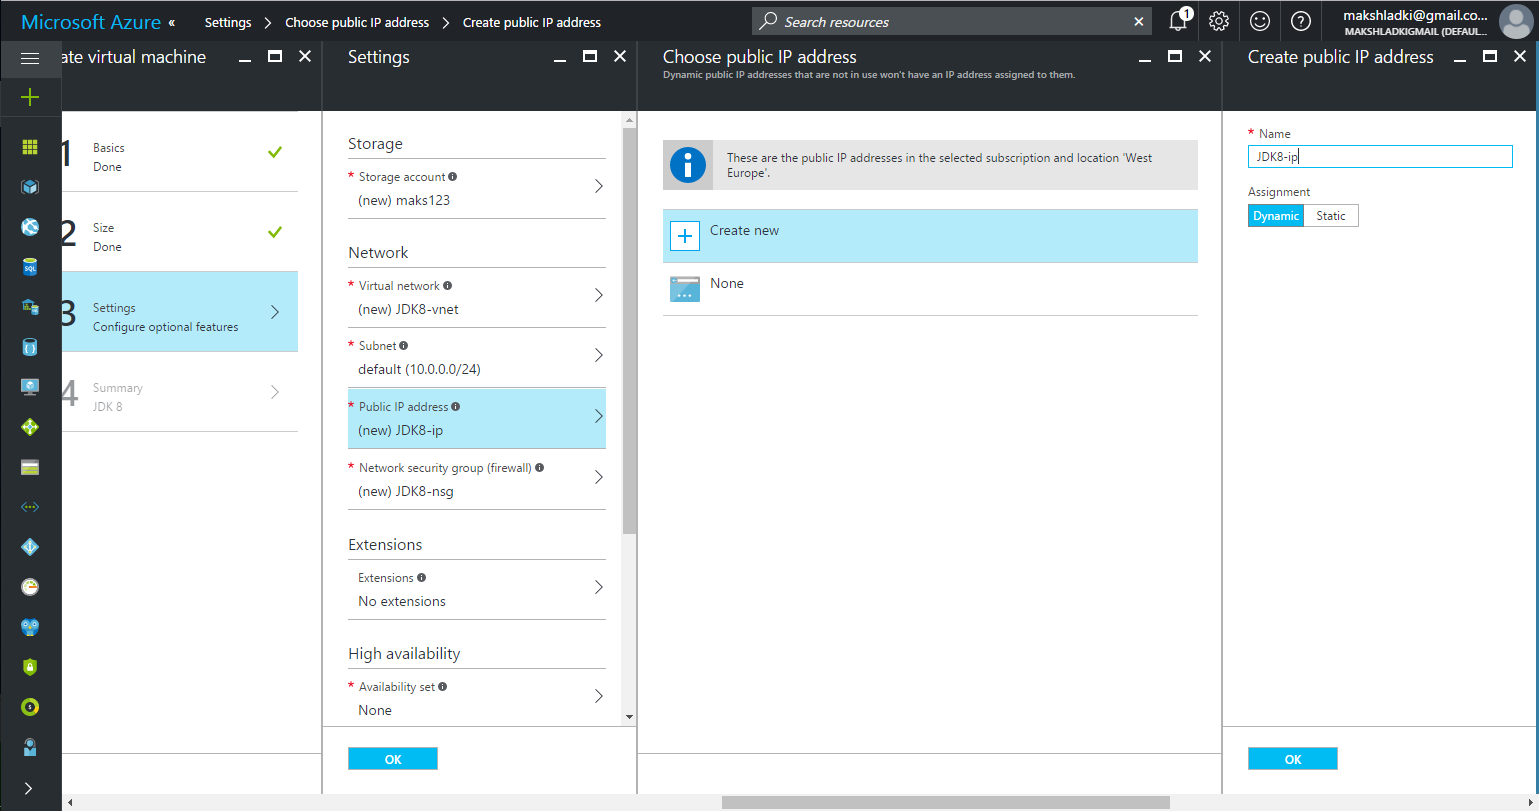 Microsoft Azure «
Settings > Choose public IP address > Create public IP address
Search resources
1
makshladki@gmail.co...
MAKSHLADKIGMAIL (DEFAUL...
ate virtual machine
1
Basics
Done
2
Size
Done
3
Settings
Configure optional features
4
Summary
JDK 8
Settings
Storage
* Storage account
(new) maks123
Network
* Virtual network
(new) JDK8-vnet
* Subnet
default (10.0.0.0/24)
* Public IP address
(new) JDK8-ip
* Network security group (firewall)
(new) JDK8-nsg
Extensions
Extensions
No extensions
High availability
* Availability set
None
OK
Choose public IP address
Dynamic public IP addresses that are not in use won't have an IP address assigned to them.
These are the public IP addresses in the selected subscription and location 'West
Europe'.
Create new
None
Create public IP address
* Name
JDK8-ip
Assignment
Dynamic Static
OK
SQL